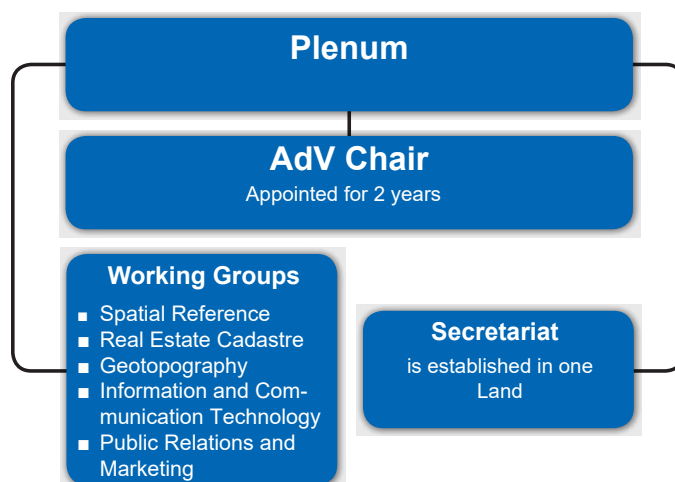 Plenum
AdV Chair
Appointed for 2 years
Working Groups
■ Spatial Reference
■ Real Estate Cadastre
■ Geotopography
■ Information and Com-
munication Technology
■ Public Relations and
Marketing
Secretariat
is established in one
Land